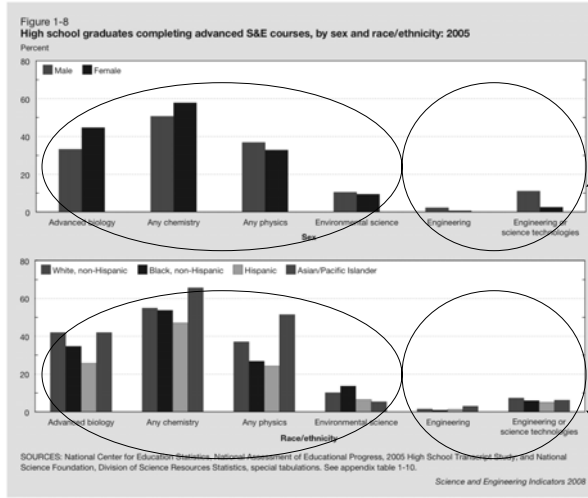 Figure 1-8
High school graduates completing advanced S&E courses, by sex and race/ethnicity: 2005
Percent
80
Male Female
60
40
20
0
Advanced biology Any chemistry Any physics Environmental science Engineering Engineering or
science technologies
Sex
80
White, non-Hispanic Black, non-Hispanic Hispanic Asian/Pacific Islander
60
40
20
0
Advanced biology Any chemistry Any physics Environmental science Engineering Engineering or
science technologies
Race/ethnicity
SOURCES: National Center for Education Statistics, National Assessment of Educational Progress, 2005 High School Transcript Study; and National
Science Foundation, Division of Science Resources Statistics, special tabulations. See appendix table 1-10.
Science and Engineering Indicators 2008